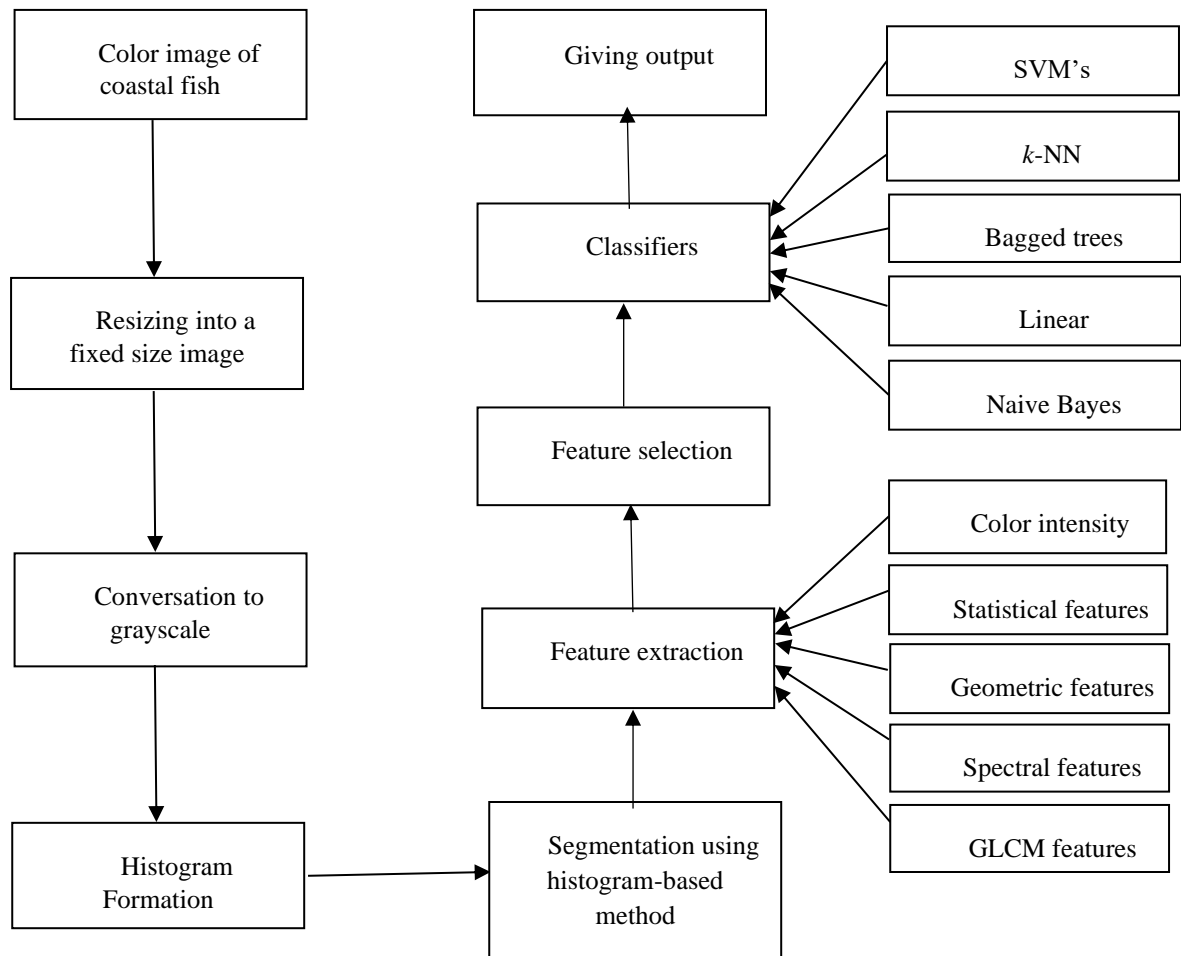 Color image of
coastal fish
Resizing into a
fixed size image
Conversation to
grayscale
Histogram
Formation
Segmentation using
histogram-based
method
Feature extraction
Color intensity
Statistical features
Geometric features
Spectral features
GLCM features
Feature selection
Classifiers
SVM’s
k-NN
Bagged trees
Linear
Naive Bayes
Giving output